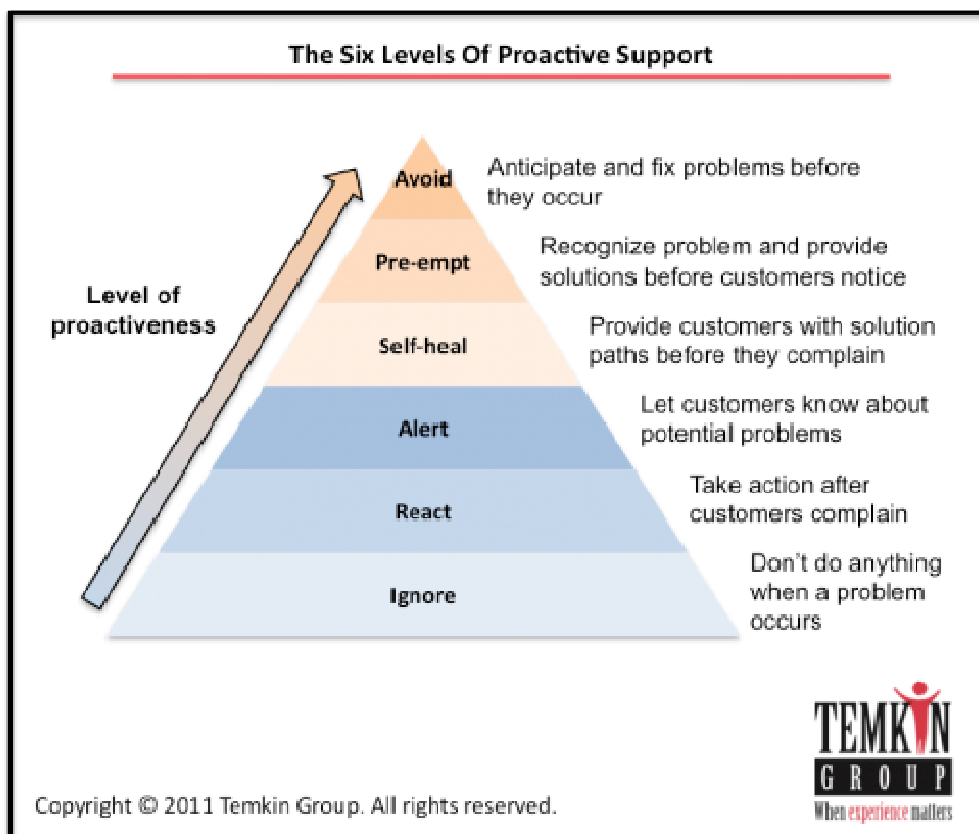 The Six Levels Of Proactive Support
Avoid
Anticipate and fix problems before
they occur
Pre-empt
Recognize problem and provide
solutions before customers notice
Level of
proactiveness
Self-heal
Provide customers with solution
paths before they complain
Alert
Let customers know about
potential problems
React
Take action after
customers complain
Ignore
Don't do anything
when a problem
occurs
TEMKIN
GROUP
When experience matters
Copyright © 2011 Temkin Group. All rights reserved.